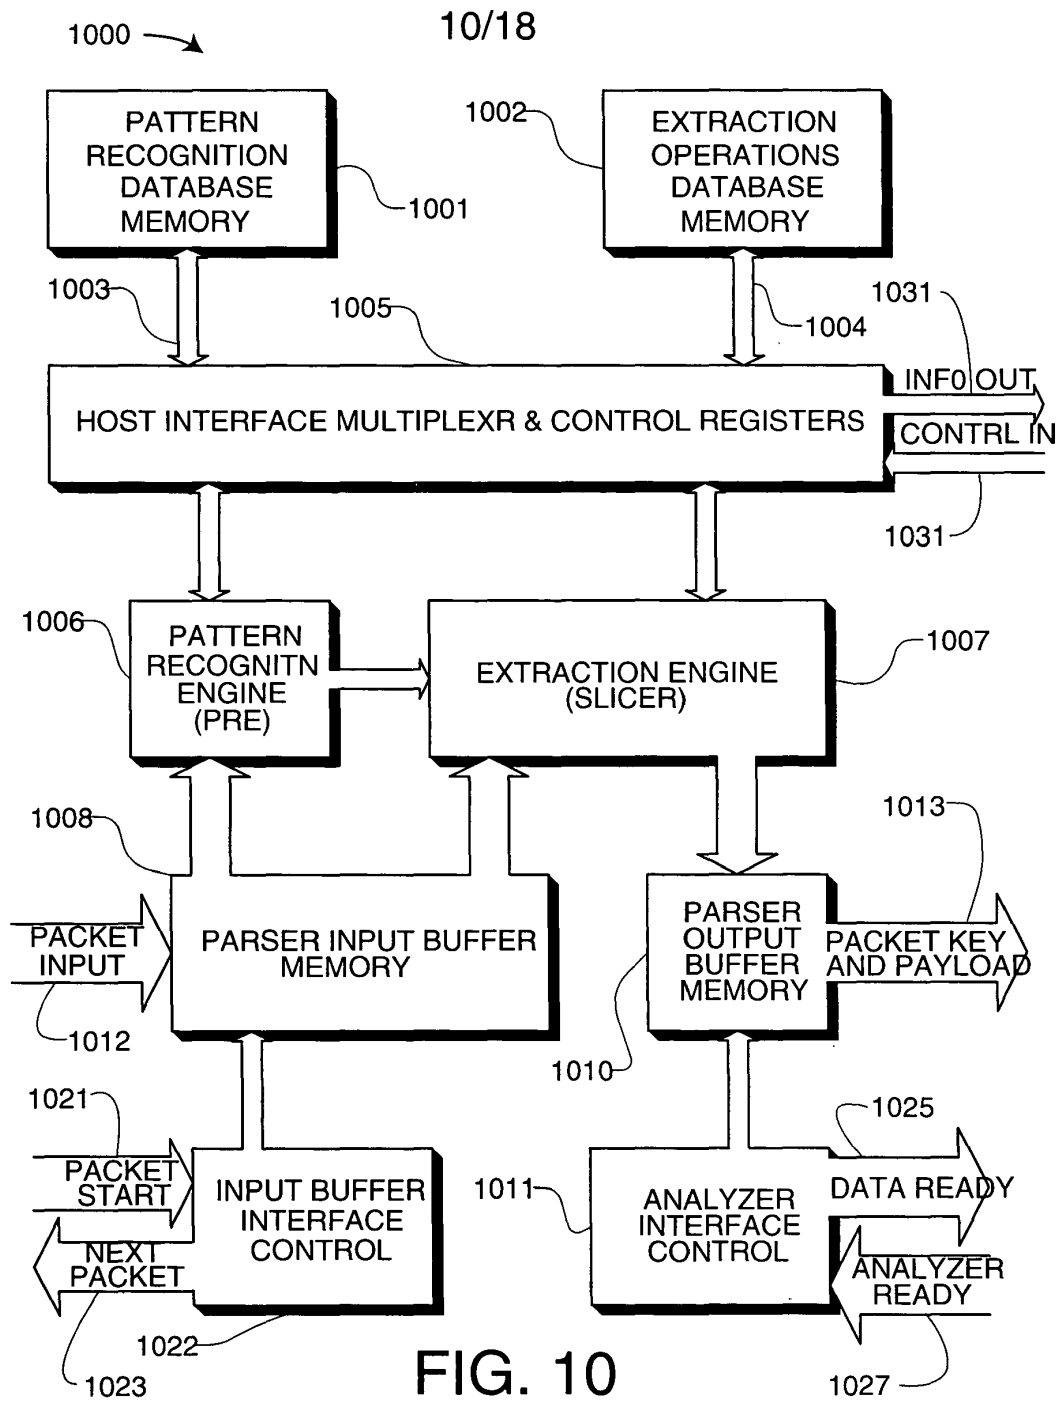 10/18
1000
PATTERN
RECOGNITION
DATABASE
MEMORY
1001
1002
EXTRACTION
OPERATIONS
DATABASE
MEMORY
1003
1005
1004
1031
INF0 OUT
HOST INTERFACE MULTIPLEXR & CONTROL REGISTERS
CONTRL IN
1031
1006
PATTERN
RECOGNITN
ENGINE
(PRE)
EXTRACTION ENGINE
(SLICER)
1007
1008
1013
PACKET
INPUT
PARSER INPUT BUFFER
MEMORY
PARSER
OUTPUT
BUFFER
MEMORY
PACKET KEY
AND PAYLOAD
1012
1010
1021
1025
PACKET
START
INPUT BUFFER
INTERFACE
CONTROL
1011
ANALYZER
INTERFACE
CONTROL
DATA READY
NEXT
PACKET
ANALYZER
READY
1022
1023
1027
FIG. 10